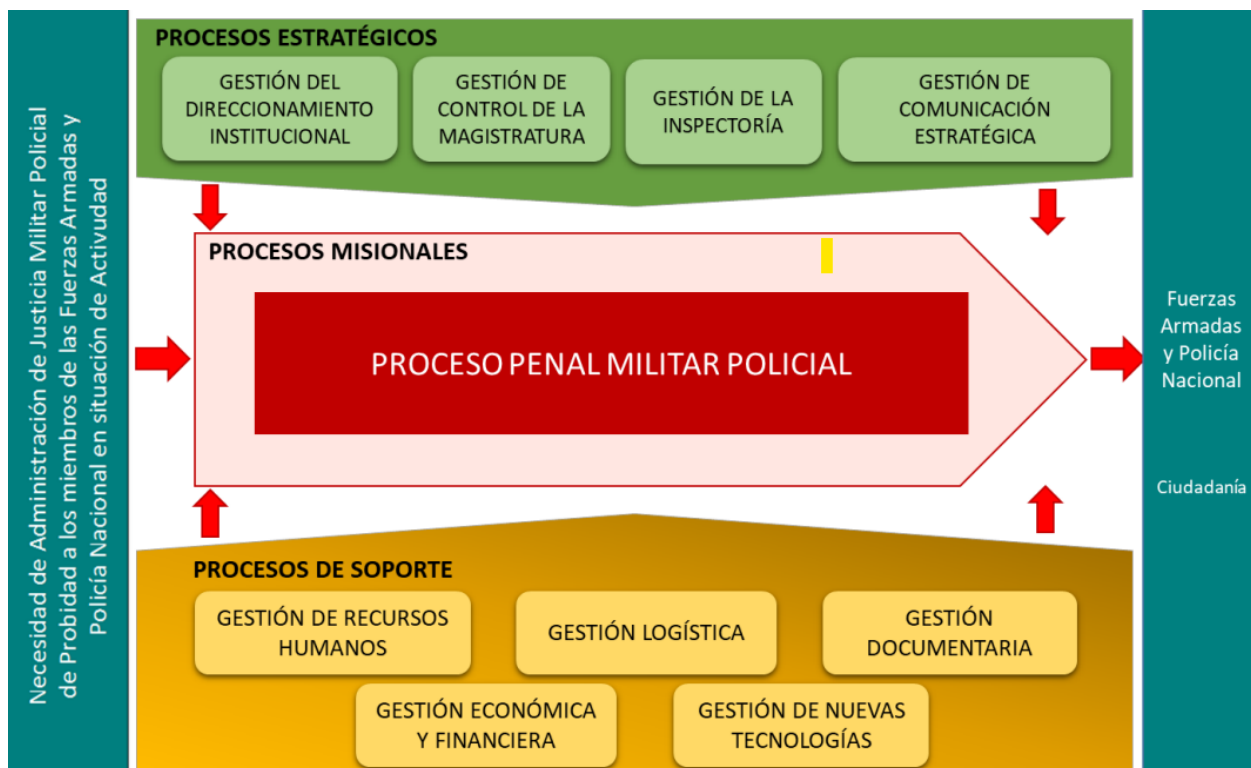 Necesidad de Administración de Justicia Militar Policial
de Probidad a los miembros de las Fuerzas Armadas y
Policía Nacional en situación de Activudad
PROCESOS ESTRATÉGICOS
GESTIÓN DEL
DIRECCIONAMIENTO
INSTITUCIONAL
GESTIÓN DE
CONTROL DE LA
MAGISTRATURA
GESTIÓN DE LA
INSPECTORÍA
GESTIÓN DE
COMUNICACIÓN
ESTRATÉGICA
PROCESOS MISIONALES
PROCESO PENAL MILITAR POLICIAL
PROCESOS DE SOPORTE
GESTIÓN DE RECURSOS
HUMANOS
GESTIÓN LOGÍSTICA
GESTIÓN
DOCUMENTARIA
GESTIÓN ECONÓMICA
Y FINANCIERA
GESTIÓN DE NUEVAS
TECNOLOGÍAS
Fuerzas
Armadas
y Policía
Nacional
Ciudadanía